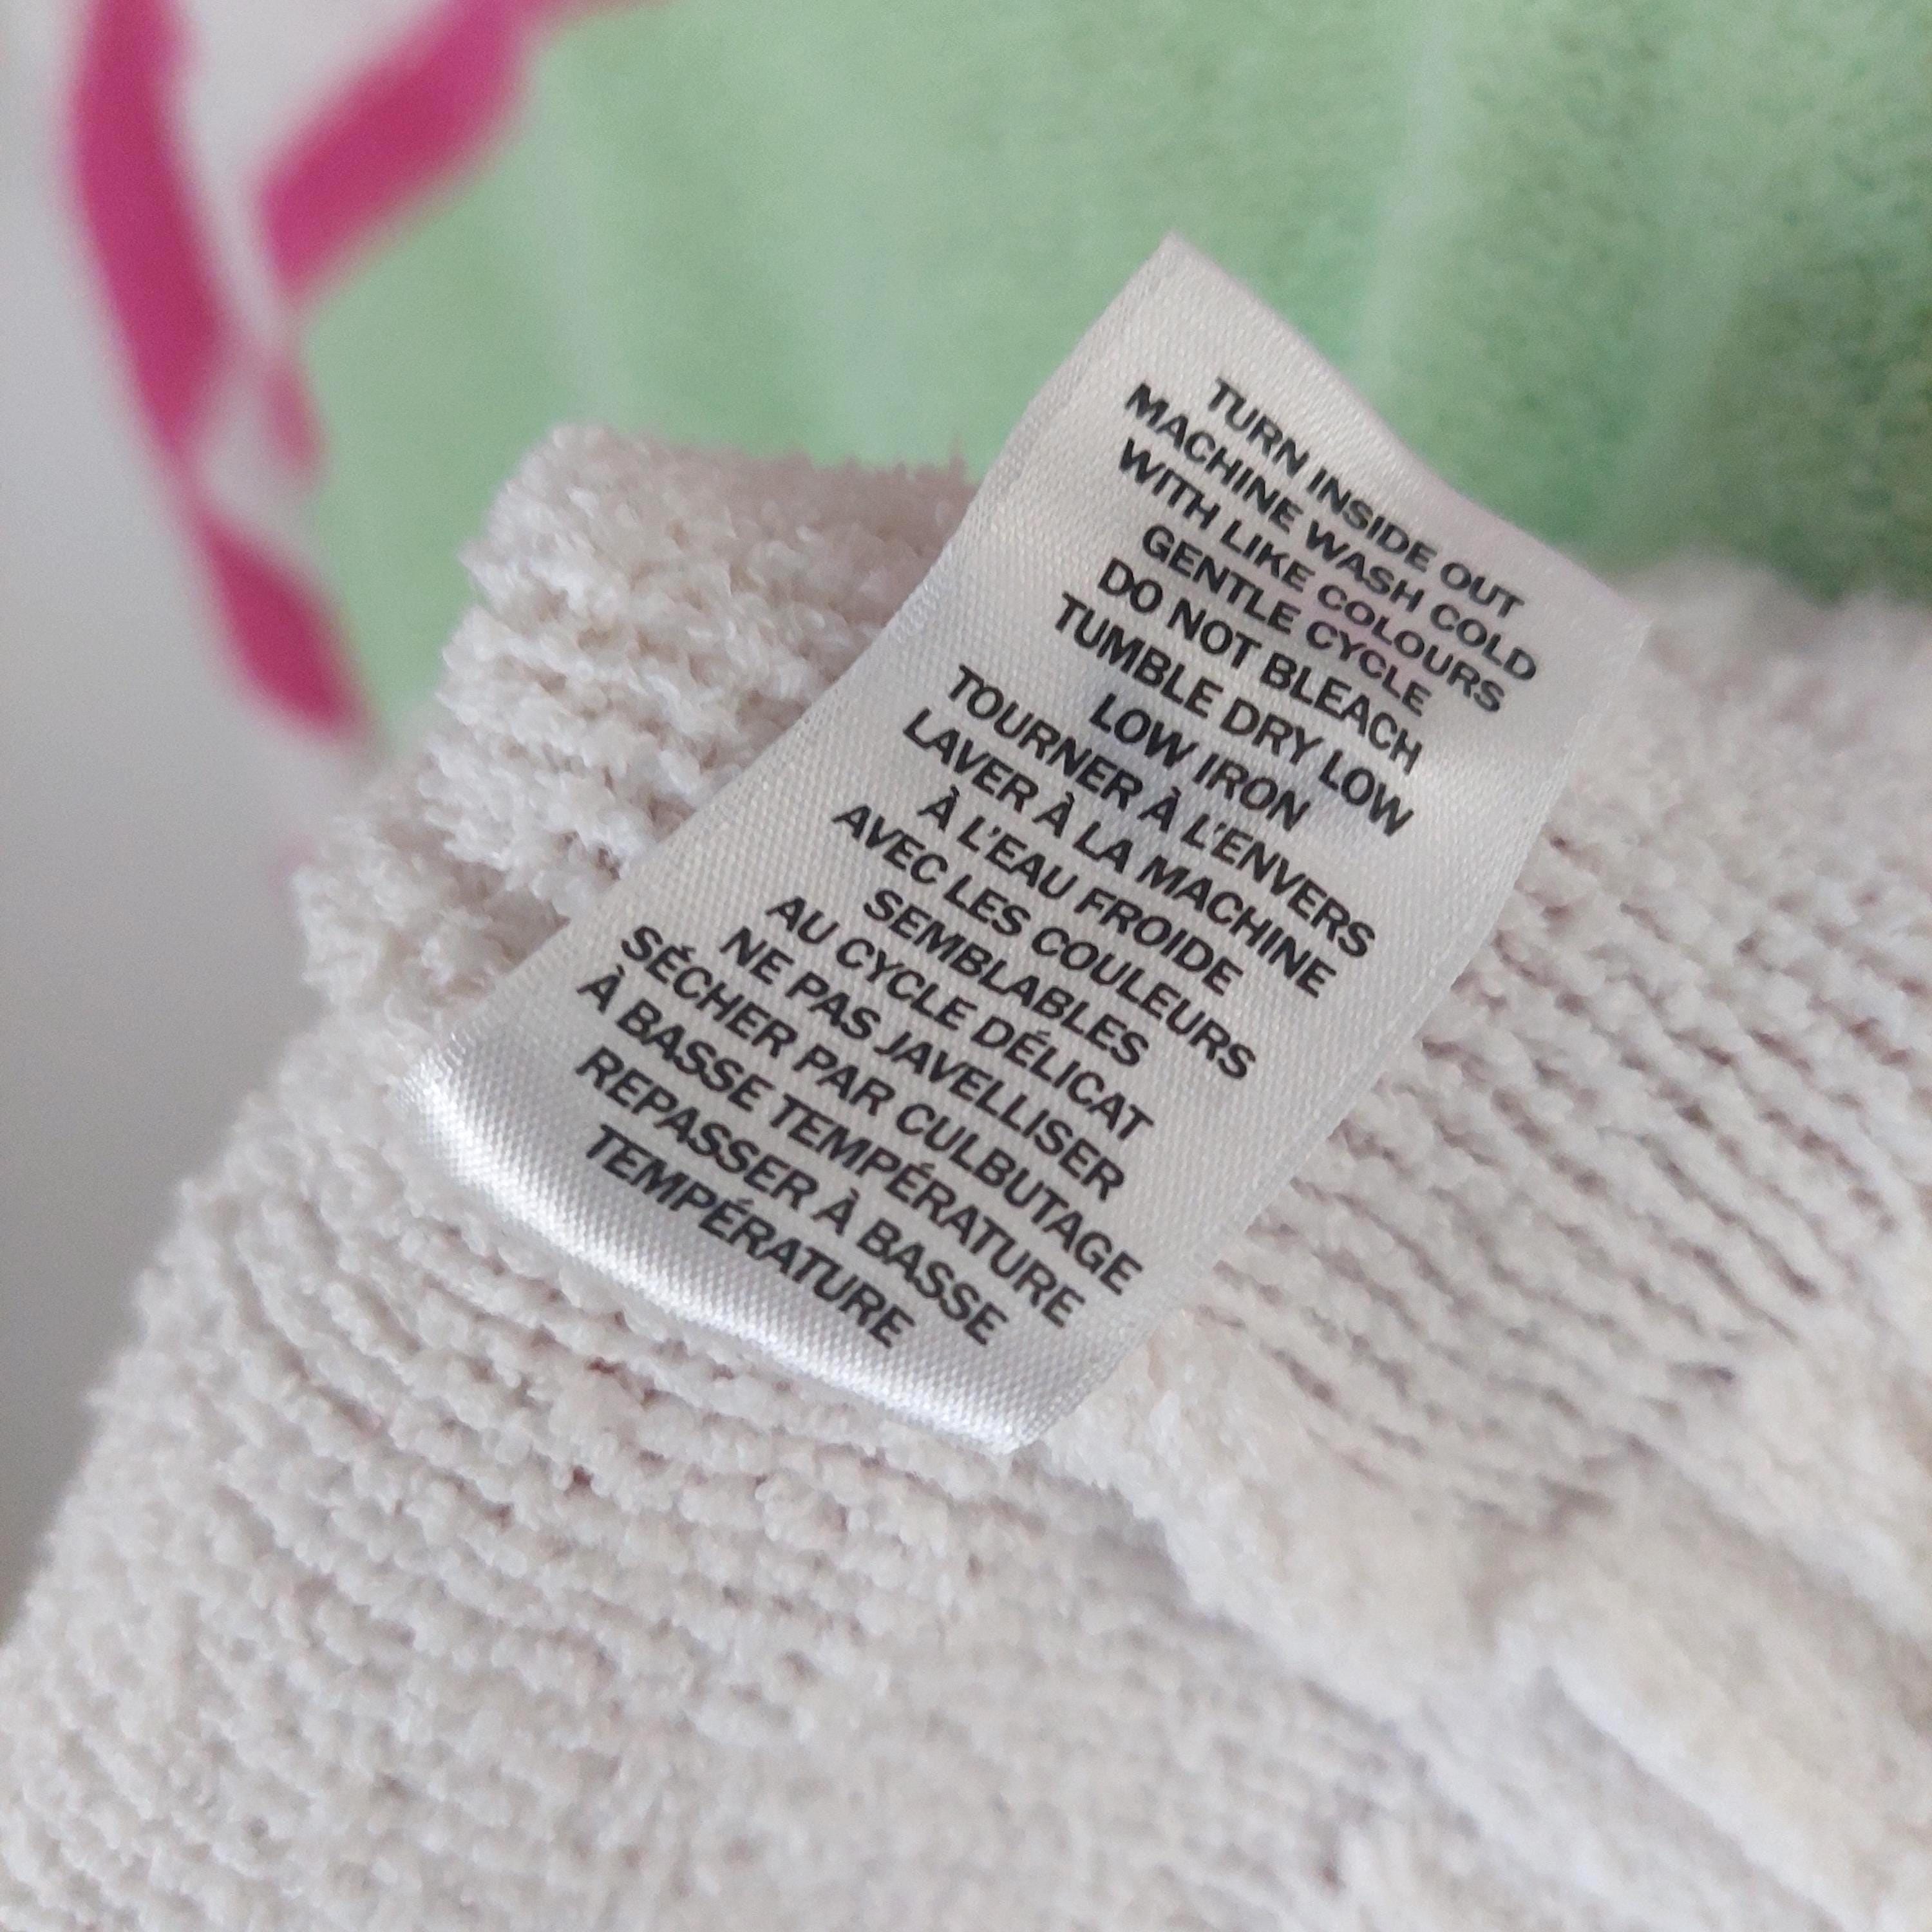 TURN INSIDE OUT
MACHINE WASH COLD
WITH LIKE COLOURS
GENTLE CYCLE
DO NOT BLEACH
TUMBLE DRY LOW
LOW IRON
TOURNER À L'ENVERS
LAVER À LA MACHINE
À L'EAU FROIDE
AVEC LES COULEURS
SEMBLABLES
AU CYCLE DÉLICAT
NE PAS JAVELLISER
SÉCHER PAR CULBUTAGE
À BASSE TEMPÉRATURE
REPASSER À BASSE
TEMPÉRATURE